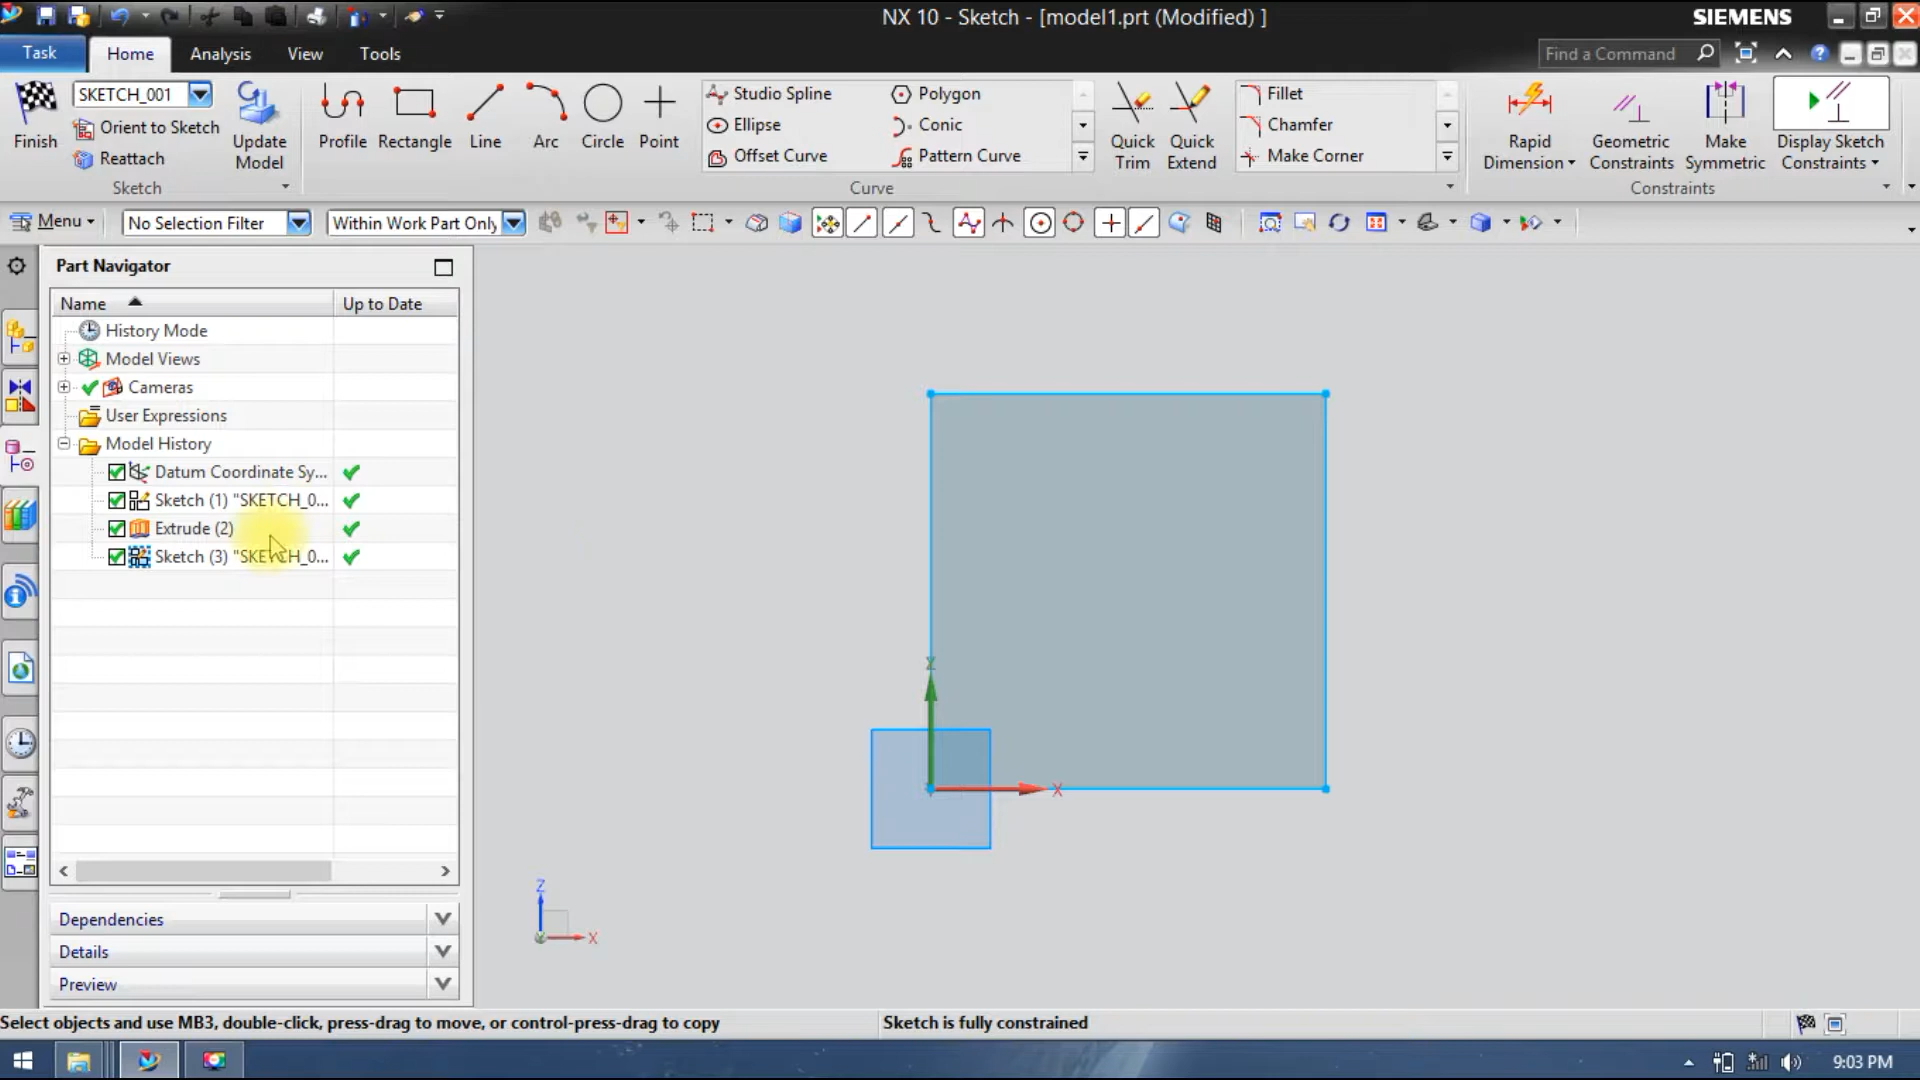 NX 10 - Sketch - [model1.prt (Modified) ]
SIEMENS
Task
Home
Analysis
View
Tools
Find a Command
Finish
SKETCH_001
Orient to Sketch
Reattach
Update
Model
Profile
Rectangle
Line
Arc
Circle
Point
Studio Spline
Ellipse
Offset Curve
Polygon
Conic
Pattern Curve
Quick
Trim
Quick
Extend
Fillet
Chamfer
Make Corner
Rapid
Dimension
Geometric
Constraints
Make
Symmetric
Display Sketch
Constraints
Sketch
Curve
Constraints
Menu
No Selection Filter
Within Work Part Only
Part Navigator
Name
Up to Date
History Mode
Model Views
Cameras
User Expressions
Model History
Datum Coordinate Sy...
Sketch (1) "SKETCH_0...
Extrude (2)
Sketch (3) "SKETCH_0...
Dependencies
Details
Preview
X
Z
X
Select objects and use MB3, double-click, press-drag to move, or control-press-drag to copy
Sketch is fully constrained
9:03 PM